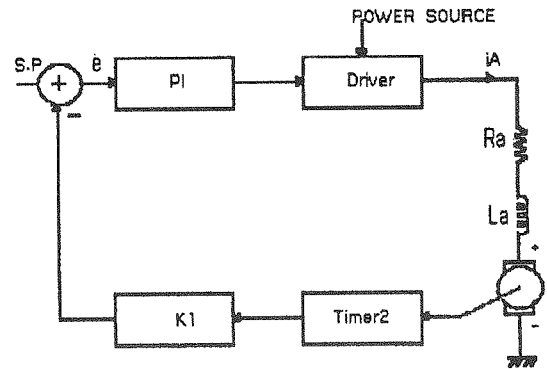 POWER SOURCE
S.P
e
iA
+
PI
Driver
−
Ra
La
+
K1
Timer2
-